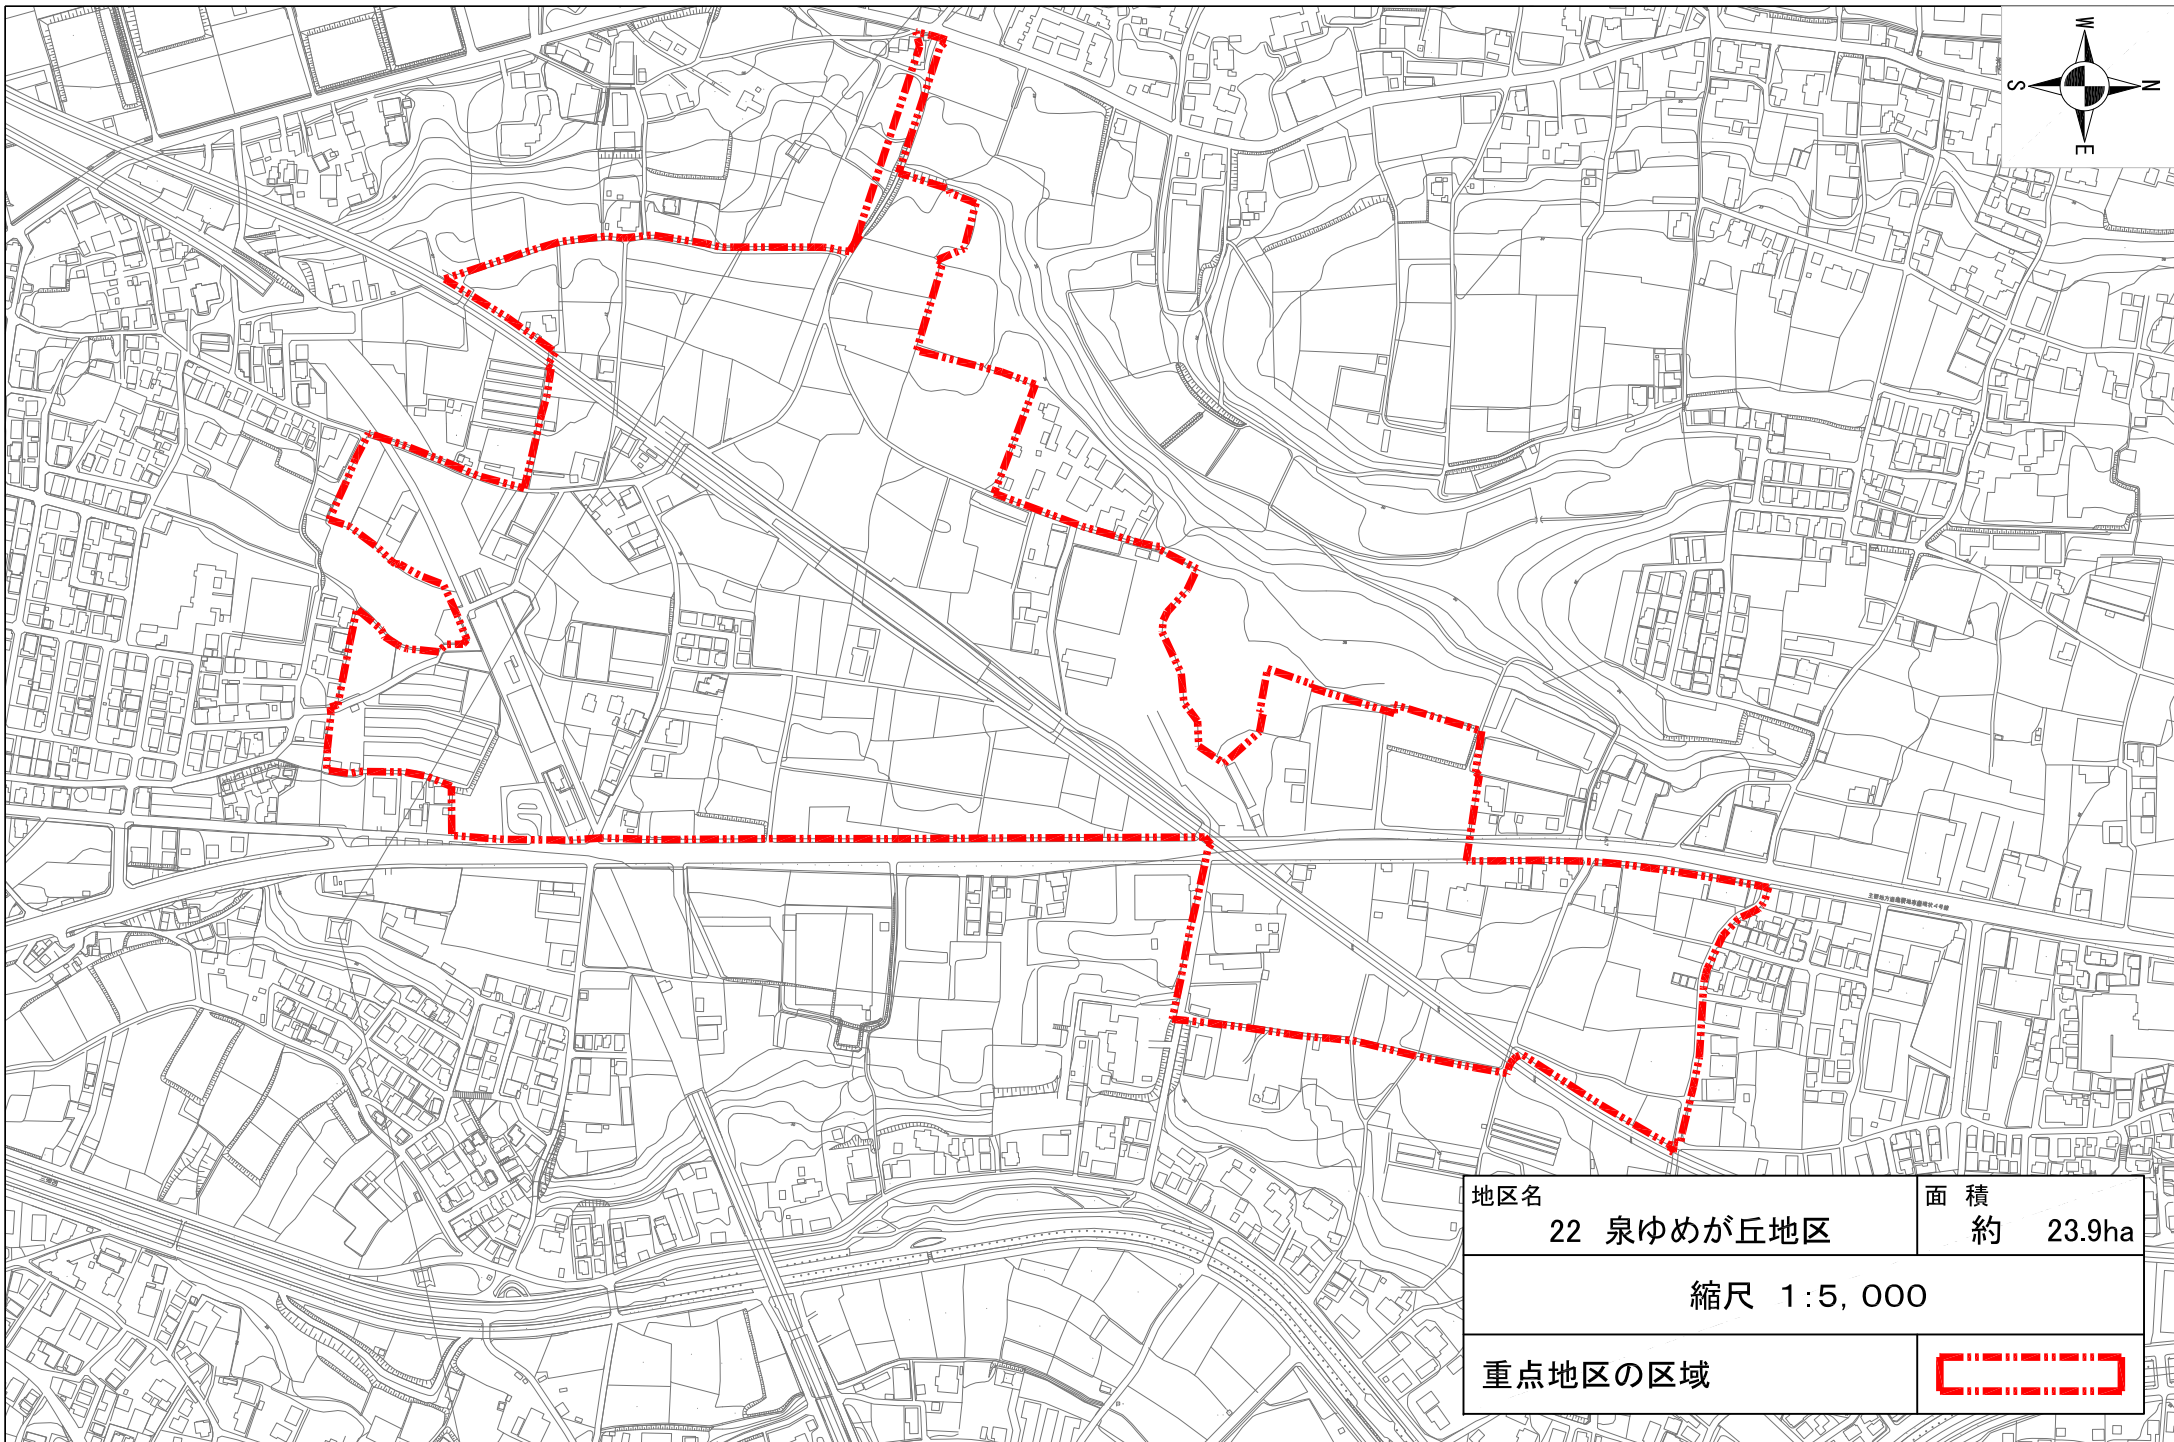 W
S N
E
地区名
22 泉ゆめが丘地区
面 積
約 23.9ha
縮尺 1:5,000
重点地区の区域